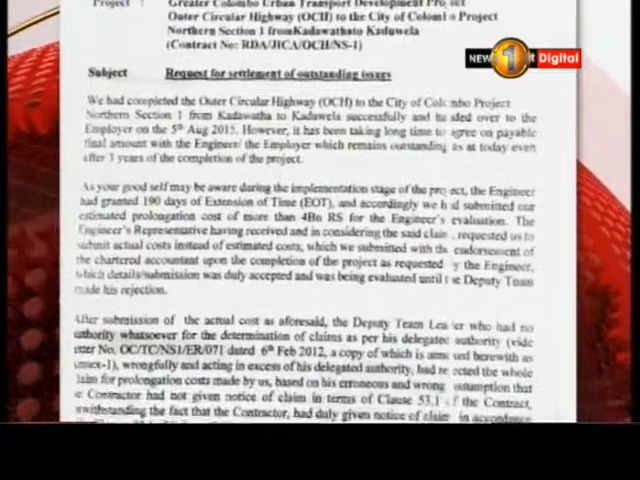 Project : Greater Colombo Urban Transport Development Project
Outer Circular Highway (OCH) to the City of Colombo Project
Northern Section 1 from Kadawatha to Kaduwela
(Contract No: RDA/JICA/OCH/NS-1)
NEWS 1st Digital
Subject Request for settlement of outstanding issues
We had completed the Outer Circular Highway (OCH) to the City of Colombo Project
Northern Section 1 from Kadawatha to Kaduwela successfully and handed over to the
Employer on the 5th Aug 2015. However, it has been taking long time to agree on payable
final amount with the Engineer/ the Employer which remains outstanding as at today even
after 3 years of the completion of the project.
As your good self may be aware during the implementation stage of the project, the Engineer
had granted 190 days of Extension of Time (EOT), and accordingly we had submitted our
estimated prolongation cost of more than 4Bn RS for the Engineer's evaluation. The
Engineer's Representative having received and in considering the said claim, requested us to
submit actual costs instead of estimated costs, which we submitted with the endorsement of
the chartered accountant upon the completion of the project as requested by the Engineer,
which details/submission was duly accepted and was being evaluated until the Deputy Team
made his rejection.
After submission of the actual cost as aforesaid, the Deputy Team Leader who had no
authority whatsoever for the determination of claims as per his delegated authority (vide
letter No. OC/TC/NS1/ER/071 dated 6th Feb 2012, a copy of which is annexed herewith as
Annex-1), wrongfully and acting in excess of his delegated authority, had rejected the whole
claim for prolongation costs made by us, based on his erroneous and wrong assumption that
the Contractor had not given notice of claim in terms of Clause 53.1 of the Contract,
notwithstanding the fact that the Contractor, had duly given notice of claim in accordance